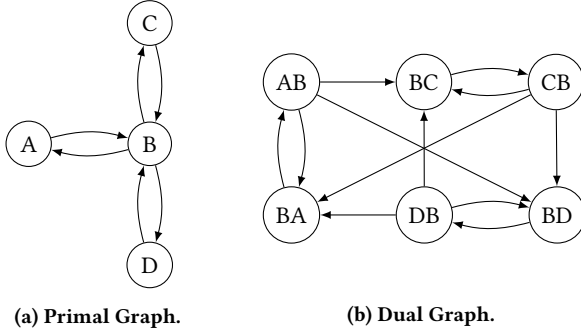 C
A
B
D
AB
BC
CB
BA
DB
BD
(a) Primal Graph.
(b) Dual Graph.